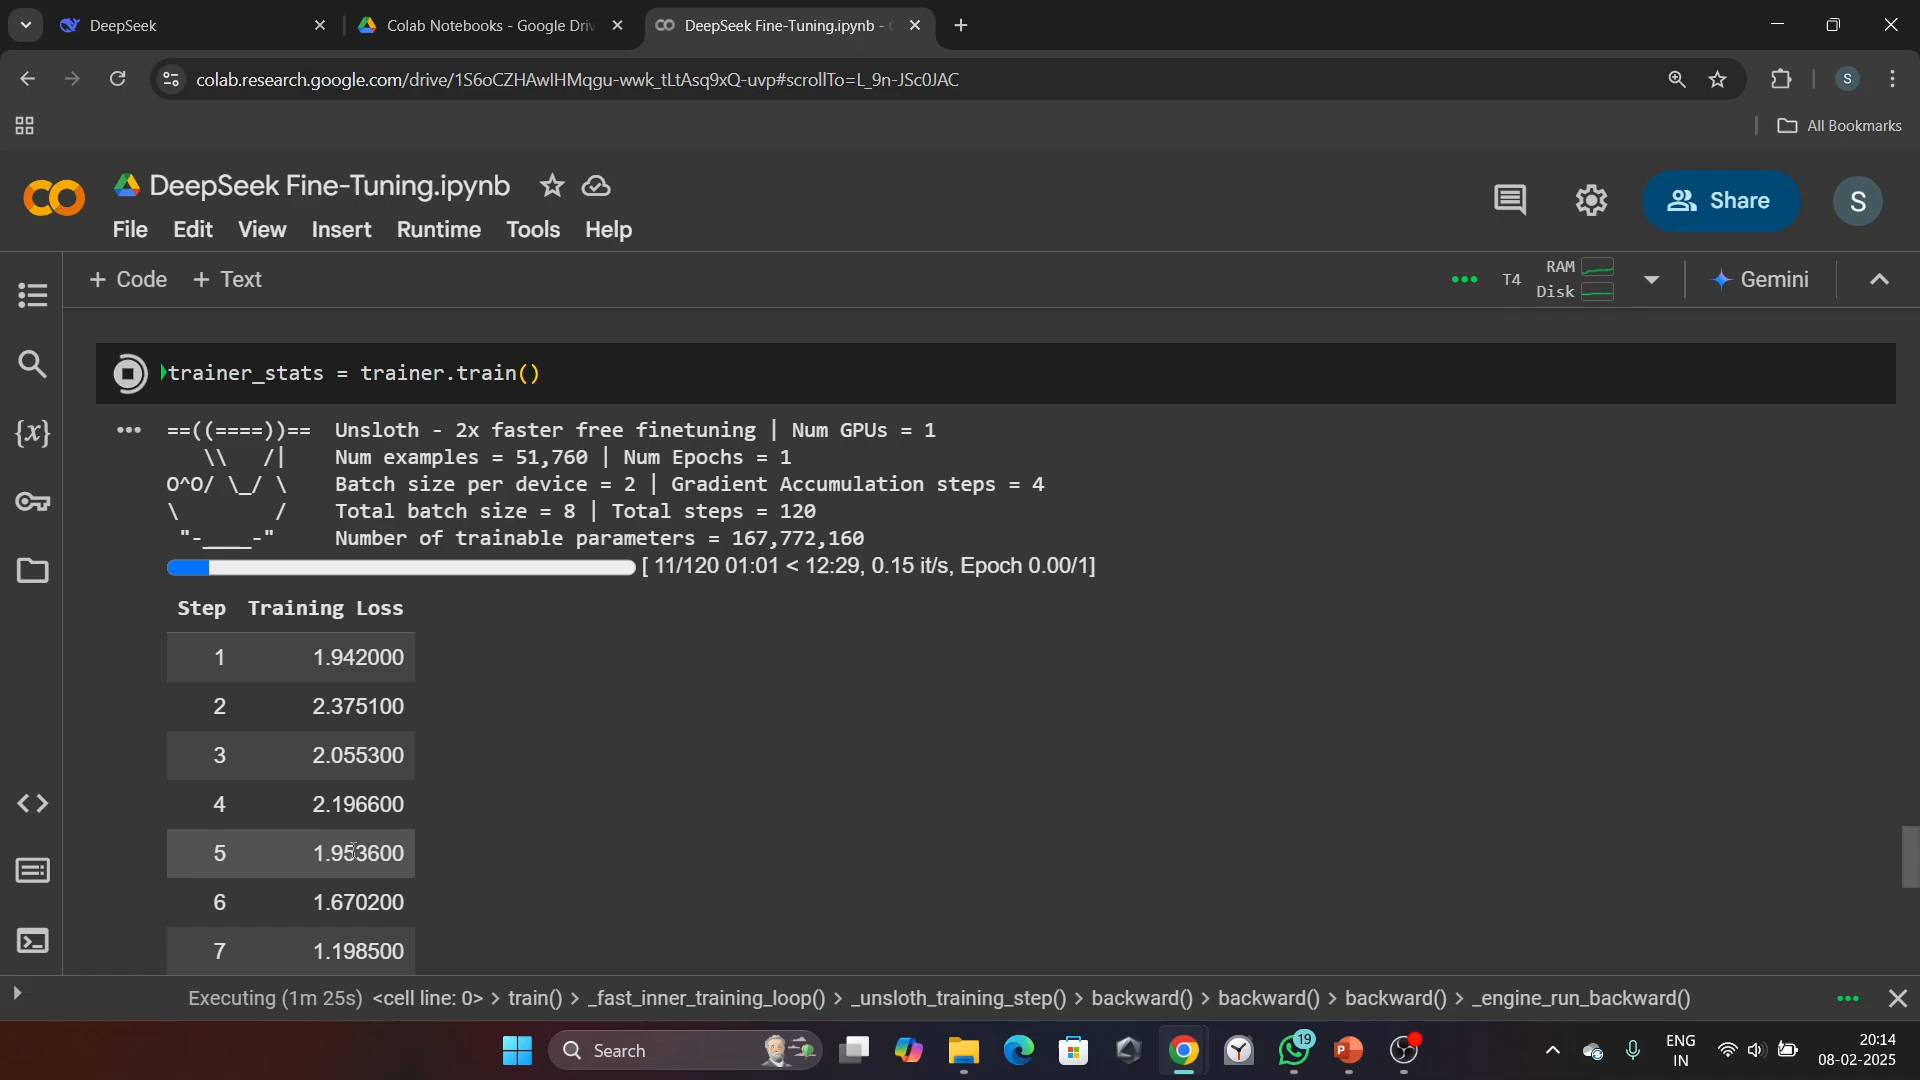 DeepSeek
Colab Notebooks - Google Driv
DeepSeek Fine-Tuning.ipynb -
colab.research.google.com/drive/1S6oCZHAwIHMqgu-wwk_tLtAsq9xQ-uvp#scrollTo=L_9n-JSc0JAC
S
All Bookmarks
DeepSeek Fine-Tuning.ipynb
File Edit View Insert Runtime Tools Help
Share
S
+ Code + Text
T4 RAM
Disk
Gemini
trainer_stats = trainer.train()
==((====))== Unsloth - 2x faster free finetuning | Num GPUs = 1
\\ /| Num examples = 51,760 | Num Epochs = 1
O^O/ \_/ \ Batch size per device = 2 | Gradient Accumulation steps = 4
\ / Total batch size = 8 | Total steps = 120
"-____-" Number of trainable parameters = 167,772,160
[ 11/120 01:01 < 12:29, 0.15 it/s, Epoch 0.00/1]
Step Training Loss
1 1.942000
2 2.375100
3 2.055300
4 2.196600
5 1.953600
6 1.670200
7 1.198500
Executing (1m 25s) <cell line: 0> > train() > _fast_inner_training_loop() > _unsloth_training_step() > backward() > backward() > backward() > _engine_run_backward()
Search
19
ENG
IN
20:14
08-02-2025